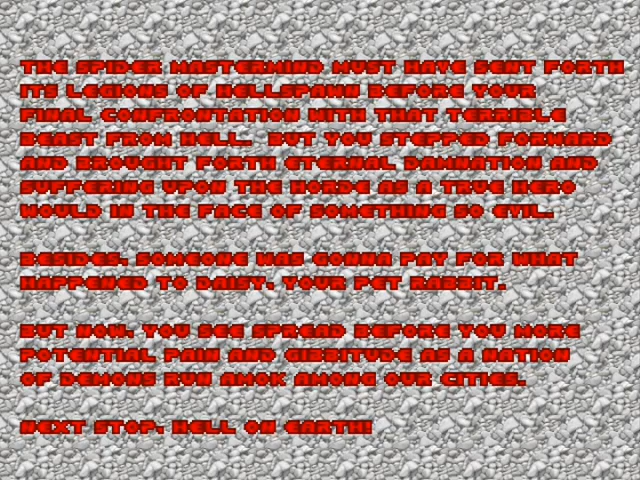 THE SPIDER MASTERMIND MUST HAVE SENT FORTH
ITS LEGIONS OF HELLSPAWN BEFORE YOUR
FINAL CONFRONTATION WITH THAT TERRIBLE
BEAST FROM HELL.  BUT YOU STEPPED FORWARD
AND BROUGHT FORTH ETERNAL DAMNATION AND
SUFFERING UPON THE HORDE AS A TRUE HERO
WOULD IN THE FACE OF SOMETHING SO EVIL.

BESIDES, SOMEONE WAS GONNA PAY FOR WHAT
HAPPENED TO DAISY, YOUR PET RABBIT.

BUT NOW, YOU SEE SPREAD BEFORE YOU MORE
POTENTIAL PAIN AND GIBBITUDE AS A NATION
OF DEMONS RUN AMOK AMONG OUR CITIES.

NEXT STOP, HELL ON EARTH!